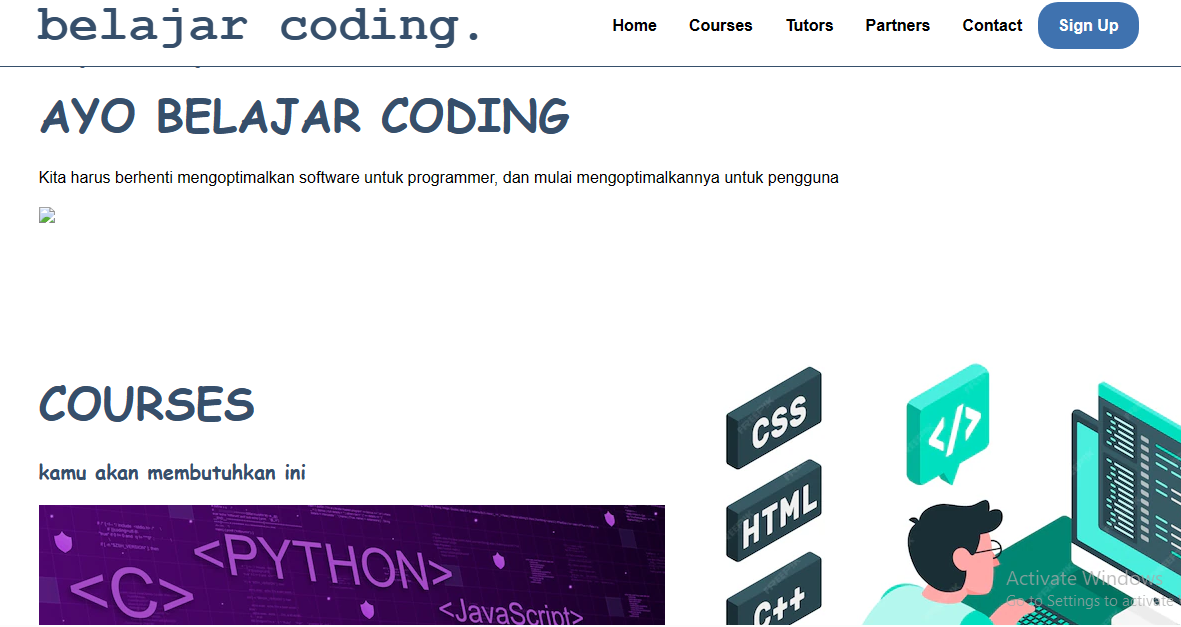 belajar coding.
Home Courses Tutors Partners Contact Sign Up
AYO BELAJAR CODING
Kita harus berhenti mengoptimalkan software untuk programmer, dan mulai mengoptimalkannya untuk pengguna
COURSES
kamu akan membutuhkan ini
<PYTHON>
<C>
<JavaScript>
CSS
</>
HTML
C++
Activate Windows
Go to Settings to activate